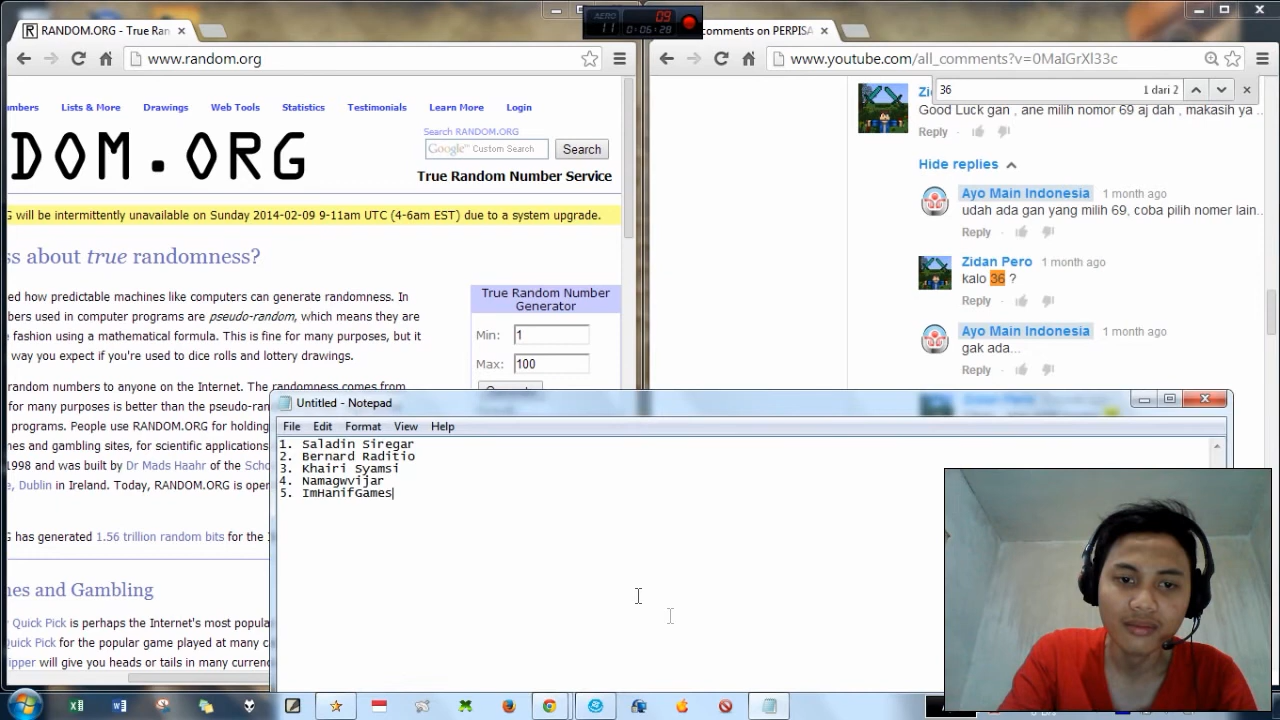 RANDOM.ORG - True Ran
AERO
11
09
0:06:28
comments on PERPISA
www.random.org
www.youtube.com/all_comments?v=0MaIGrXl33c
36
1 dari 2
mbers
Lists & More
Drawings
Web Tools
Statistics
Testimonials
Learn More
Login
Search RANDOM.ORG
Google™ Custom Search
Search
DOM.ORG
True Random Number Service
G will be intermittently unavailable on Sunday 2014-02-09 9-11am UTC (4-6am EST) due to a system upgrade.
ss about true randomness?
ed how predictable machines like computers can generate randomness. In
bers used in computer programs are pseudo-random, which means they are
e fashion using a mathematical formula. This is fine for many purposes, but it
way you expect if you're used to dice rolls and lottery drawings.
random numbers to anyone on the Internet. The randomness comes from
for many purposes is better than the pseudo-ra
programs. People use RANDOM.ORG for holding
and gambling sites, for scientific applications
1998 and was built by Dr Mads Haahr of the Scho
e, Dublin in Ireland. Today, RANDOM.ORG is oper
G has generated 1.56 trillion random bits for the I
mes and Gambling
Quick Pick is perhaps the Internet's most popula
Quick Pick for the popular game played at many c
ipper will give you heads or tails in many curren
True Random Number
Generator
Min: 1
Max: 100
Zi
Good Luck gan , ane milih nomor 69 aj dah , makasih ya ..
Reply
Hide replies
Ayo Main Indonesia 1 month ago
udah ada gan yang milih 69, coba pilih nomer lain..
Reply
Zidan Pero 1 month ago
kalo 36 ?
Reply
Ayo Main Indonesia 1 month ago
gak ada...
Reply
Untitled - Notepad
File Edit Format View Help
1. Saladin Siregar
2. Bernard Raditio
3. Khairi Syamsi
4. Namagwvijar
5. ImHanifGames